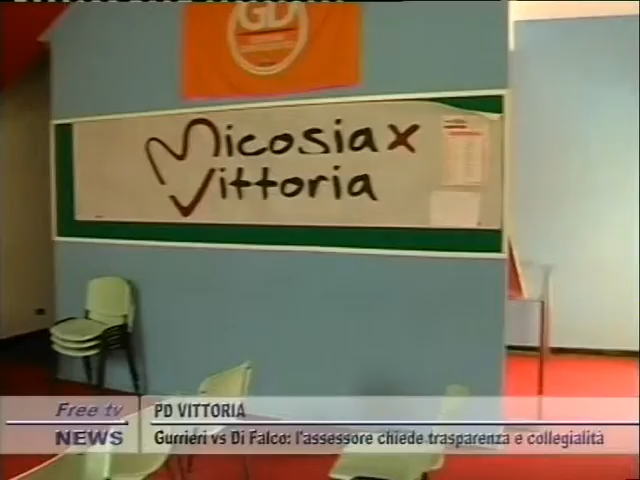 GD
Micosia x
Vittoria
Free tv
NEWS
PD VITTORIA
Gurrieri vs Di Falco: l'assessore chiede trasparenza e collegialità